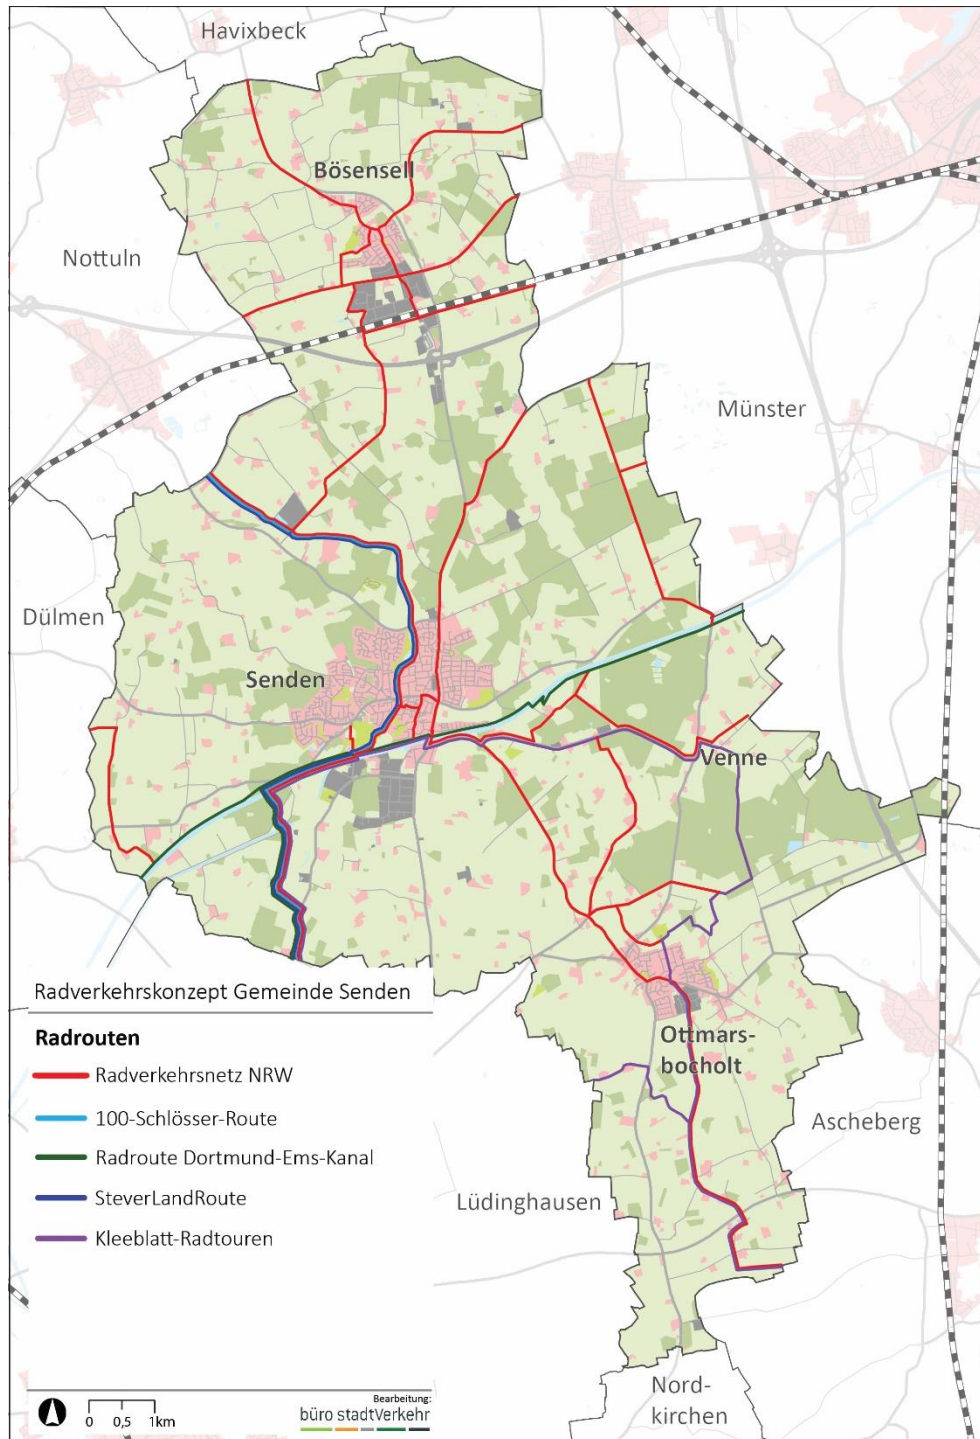 Havixbeck
Bösensell
Nottuln
Münster
Dülmen
Senden
Venne
Radverkehrskonzept Gemeinde Senden
Radrouten
Radverkehrsnetz NRW
100-Schlösser-Route
Radroute Dortmund-Ems-Kanal
SteverLandRoute
Kleeblatt-Radtouren
Ottmars-
bocholt
Ascheberg
Lüdinghausen
Nord-
kirchen
0 0,5 1km
Bearbeitung:
büro stadtVerkehr